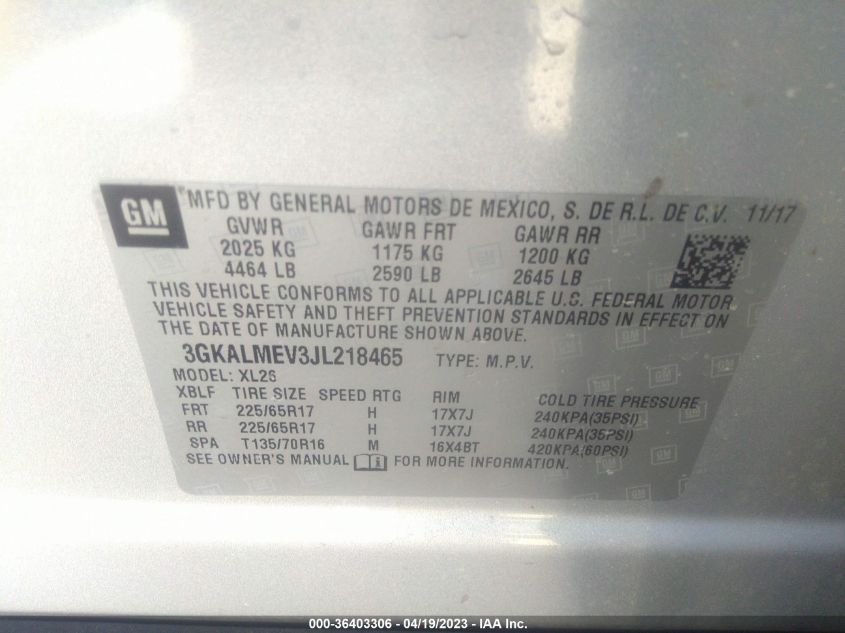 GM MFD BY GENERAL MOTORS DE MEXICO, S. DE R.L. DE C.V. 11/17
GVWR GAWR FRT GAWR RR
2025 KG 1175 KG 1200 KG
4464 LB 2590 LB 2645 LB
THIS VEHICLE CONFORMS TO ALL APPLICABLE U.S. FEDERAL MOTOR
VEHICLE SAFETY AND THEFT PREVENTION STANDARDS IN EFFECT ON
THE DATE OF MANUFACTURE SHOWN ABOVE.
3GKALMEV3JL218465 TYPE: M.P.V.
MODEL: XL26
XBLF TIRE SIZE SPEED RTG RIM COLD TIRE PRESSURE
FRT 225/65R17 H 17X7J 240KPA(35PSI)
RR 225/65R17 H 17X7J 240KPA(35PSI)
SPA T135/70R16 M 16X4BT 420KPA(60PSI)
SEE OWNER'S MANUAL FOR MORE INFORMATION.
000-36403306 - 04/19/2023 - IAA Inc.